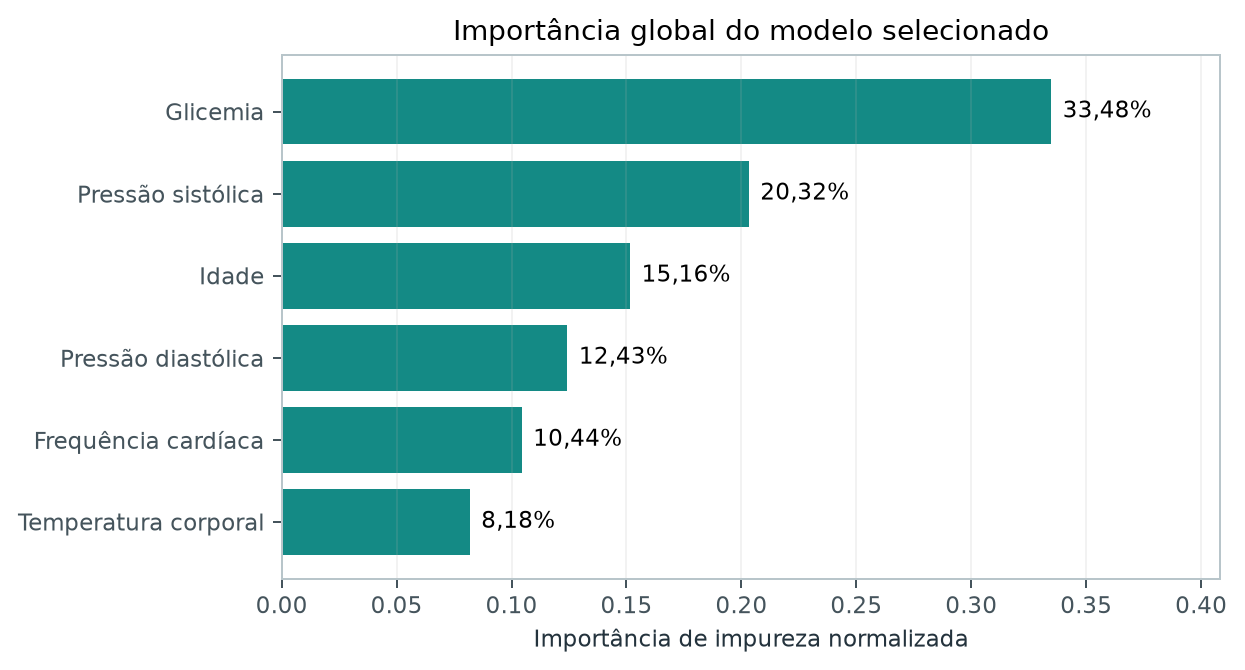 Importância global do modelo selecionado
Glicemia 33,48%
Pressão sistólica 20,32%
Idade 15,16%
Pressão diastólica 12,43%
Frequência cardíaca 10,44%
Temperatura corporal 8,18%
0.00 0.05 0.10 0.15 0.20 0.25 0.30 0.35 0.40
Importância de impureza normalizada